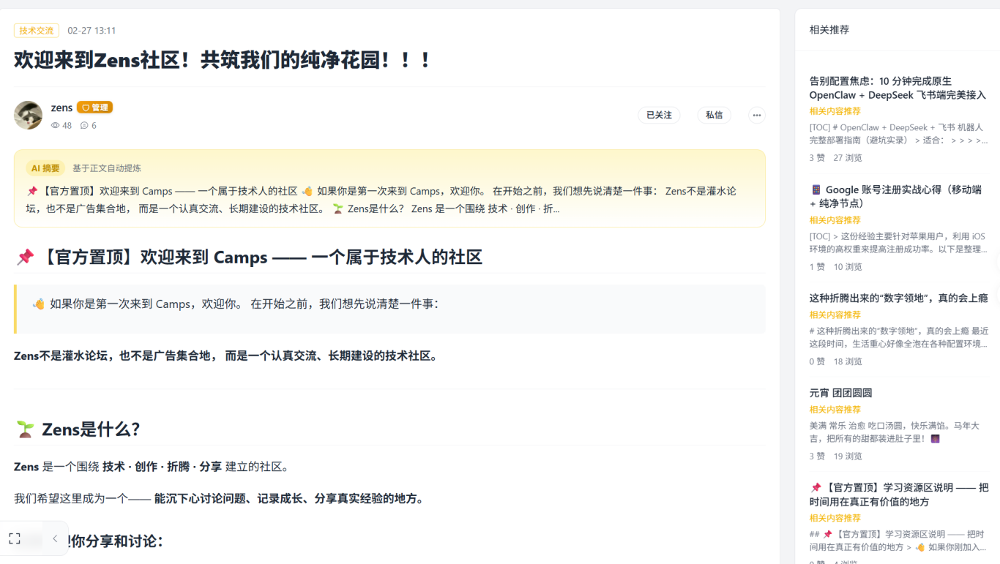 技术交流 02-27 13:11
欢迎来到Zens社区！共筑我们的纯净花园！！！
zens 管理
48 6
已关注 私信
AI 摘要 基于正文自动提炼
📌【官方置顶】欢迎来到 Camps —— 一个属于技术人的社区 👋 如果你是第一次来到 Camps，欢迎你。 在开始之前，我们想先说清楚一件事： Zens不是灌水论
坛，也不是广告集合地， 而是一个认真交流、长期建设的技术社区。 🌱 Zens是什么？ Zens 是一个围绕 技术 · 创作 · 折...
📌【官方置顶】欢迎来到 Camps —— 一个属于技术人的社区
👋 如果你是第一次来到 Camps，欢迎你。 在开始之前，我们想先说清楚一件事：
Zens不是灌水论坛，也不是广告集合地， 而是一个认真交流、长期建设的技术社区。
🌱 Zens是什么？
Zens 是一个围绕 技术 · 创作 · 折腾 · 分享 建立的社区。
我们希望这里成为一个—— 能沉下心讨论问题、记录成长、分享真实经验的地方。
你分享和讨论：
相关推荐
告别配置焦虑：10 分钟完成原生
OpenClaw + DeepSeek 飞书端完美接入
相关内容推荐
[TOC] # OpenClaw + DeepSeek + 飞书 机器人
完整部署指南（避坑实录） > 适合： > > > >...
3 赞 27 浏览
Google 账号注册实战心得（移动端
+ 纯净节点）
相关内容推荐
[TOC] > 这份经验主要针对苹果用户，利用 iOS
环境的高权重来提高注册成功率。以下是整理...
1 赞 10 浏览
这种折腾出来的“数字领地”，真的会上瘾
相关内容推荐
# 这种折腾出来的“数字领地”，真的会上瘾 最近
这段时间，生活重心好像全泡在各种配置环境...
0 赞 18 浏览
元宵 团团圆圆
相关内容推荐
美满 常乐 治愈 吃口汤圆，快乐满馅。马年大
吉，把所有的甜都装进肚子里！
3 赞 19 浏览
📌【官方置顶】学习资源区说明 —— 把
时间用在真正有价值的地方
相关内容推荐
## 📌【官方置顶】学习资源区说明 —— 把时
间用在真正有价值的地方 > 👋 如果你刚加入...